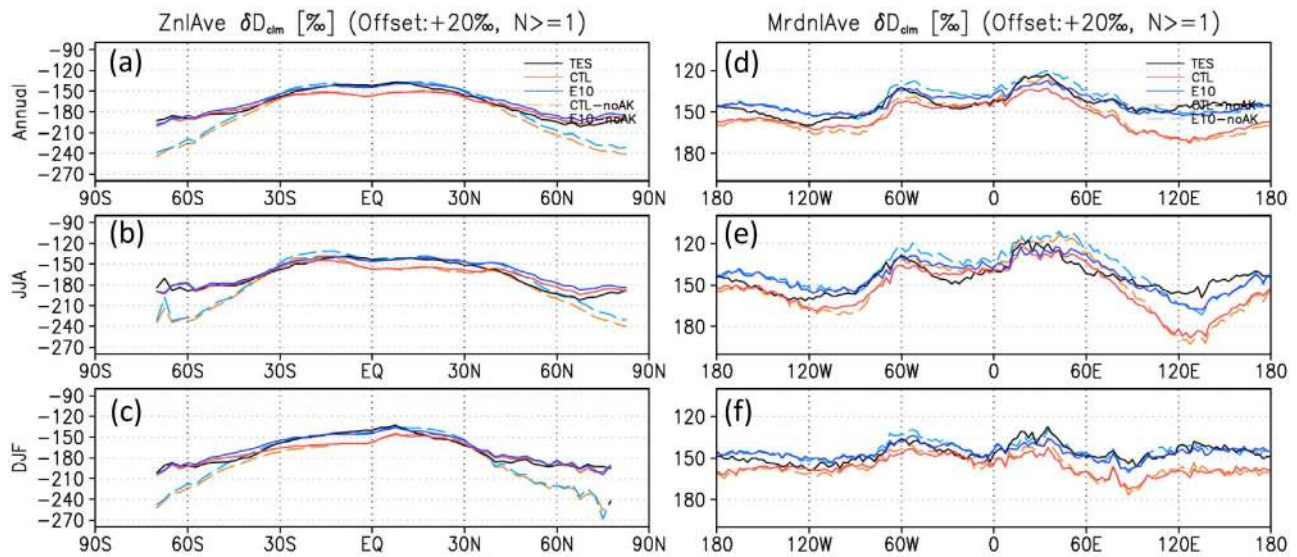 ZnlAve δD_clm [‰] (Offset:+20‰, N>=1)
MrdnlAve δD_clm [‰] (Offset:+20‰, N>=1)
Annual
-90
-120
-150
-180
-210
-240
-270
(a)
TES
CTL
E10
CTL-noAK
E10-noAK
90S 60S 30S EQ 30N 60N 90N
120
150
180
(d)
TES
CTL
E10
CTL-noAK
E10-noAK
180 120W 60W 0 60E 120E 180
JJA
-90
-120
-150
-180
-210
-240
-270
(b)
90S 60S 30S EQ 30N 60N 90N
120
150
180
(e)
180 120W 60W 0 60E 120E 180
DJF
-90
-120
-150
-180
-210
-240
-270
(c)
90S 60S 30S EQ 30N 60N 90N
120
150
180
(f)
180 120W 60W 0 60E 120E 180